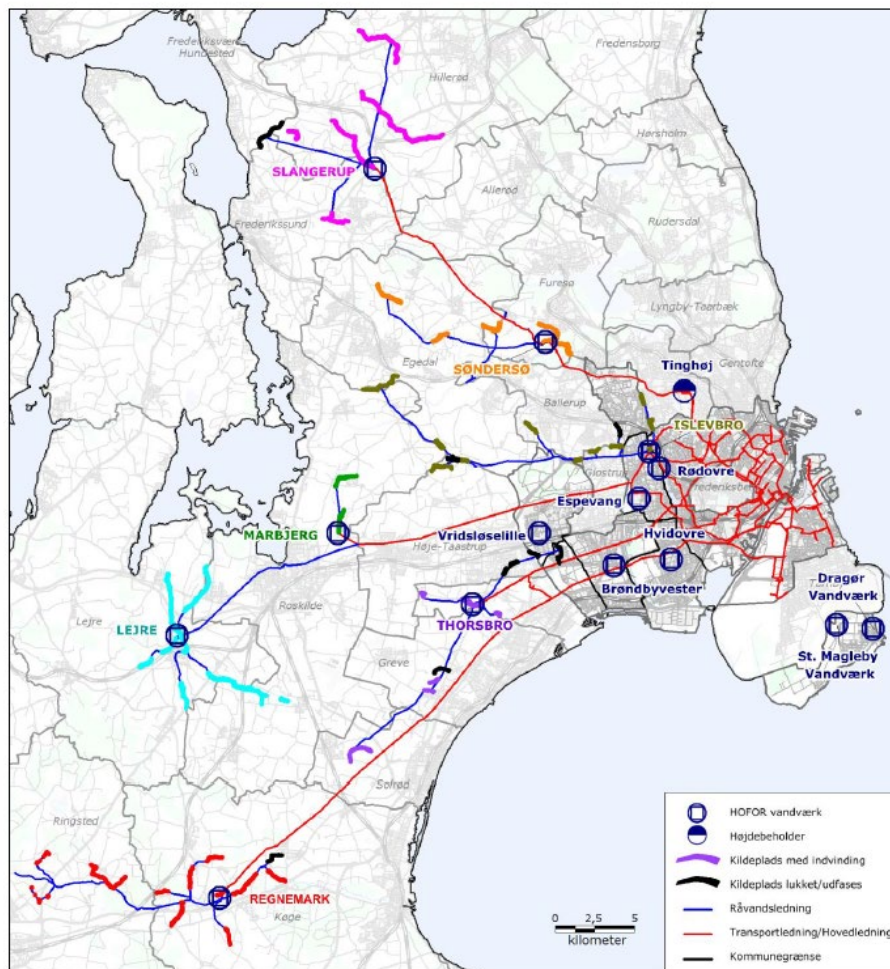 Frederiksværk
Hundested
Hillerød
Fredensborg
Hørsholm
SLANGERUP
Allerød
Rudersdal
Frederikssund
Furesø
Lyngby-Taarbæk
Egedal
SØNDERSØ
Tinghøj
Gentofte
Ballerup
ISLEVBRO
Glostrup
Rødovre
Frederiksberg
Espevang
MARBJERG
Vridsløselille
Hvidovre
Høje-Taastrup
Brøndbyvester
Dragør
Vandværk
Roskilde
Lejre
LEJRE
THORSBRO
St. Magleby
Vandværk
Greve
Solrød
Ringsted
REGNEMARK
Køge
0 2,5 5
kilometer
HOFOR vandværk
Højdebeholder
Kildeplads med indvinding
Kildeplads lukket/udfases
Råvandsledning
Transportledning/Hovedledning
Kommunegrænse